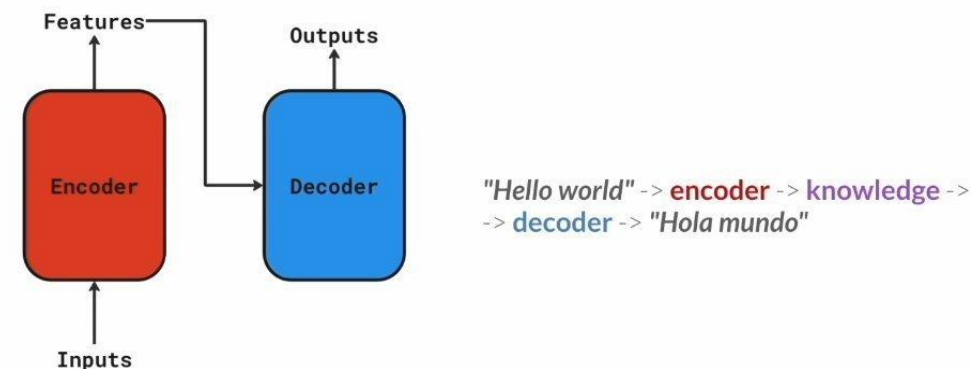 Features
Outputs
Encoder
Decoder
Inputs
"Hello world" -> encoder -> knowledge ->
-> decoder -> "Hola mundo"